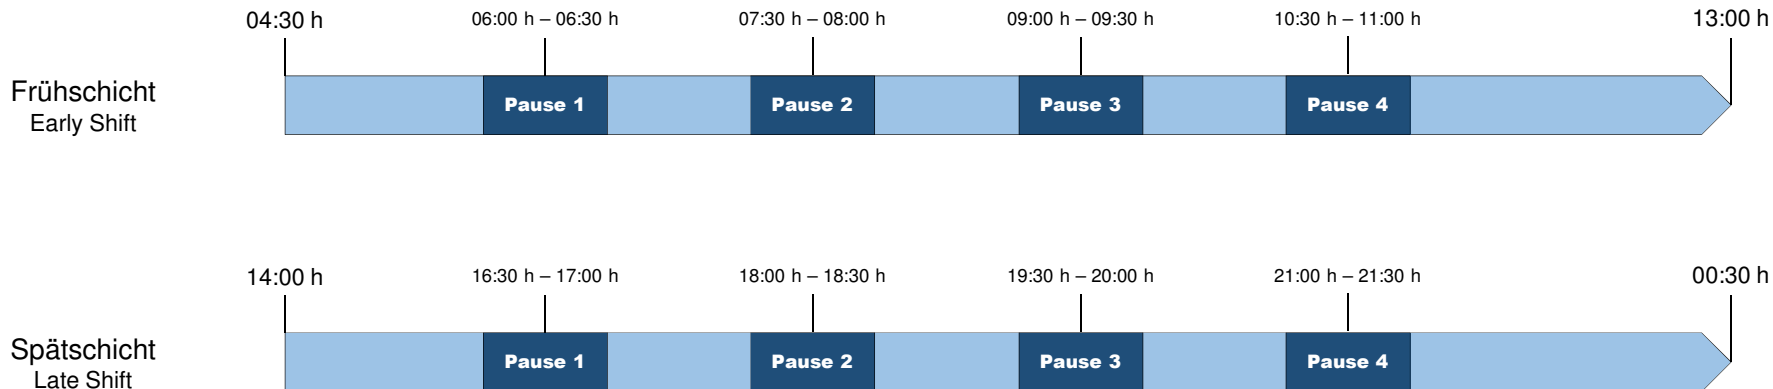 04:30 h 06:00 h – 06:30 h 07:30 h – 08:00 h 09:00 h – 09:30 h 10:30 h – 11:00 h 13:00 h
Frühschicht
Early Shift
Pause 1 Pause 2 Pause 3 Pause 4
14:00 h 16:30 h – 17:00 h 18:00 h – 18:30 h 19:30 h – 20:00 h 21:00 h – 21:30 h 00:30 h
Spätschicht
Late Shift
Pause 1 Pause 2 Pause 3 Pause 4